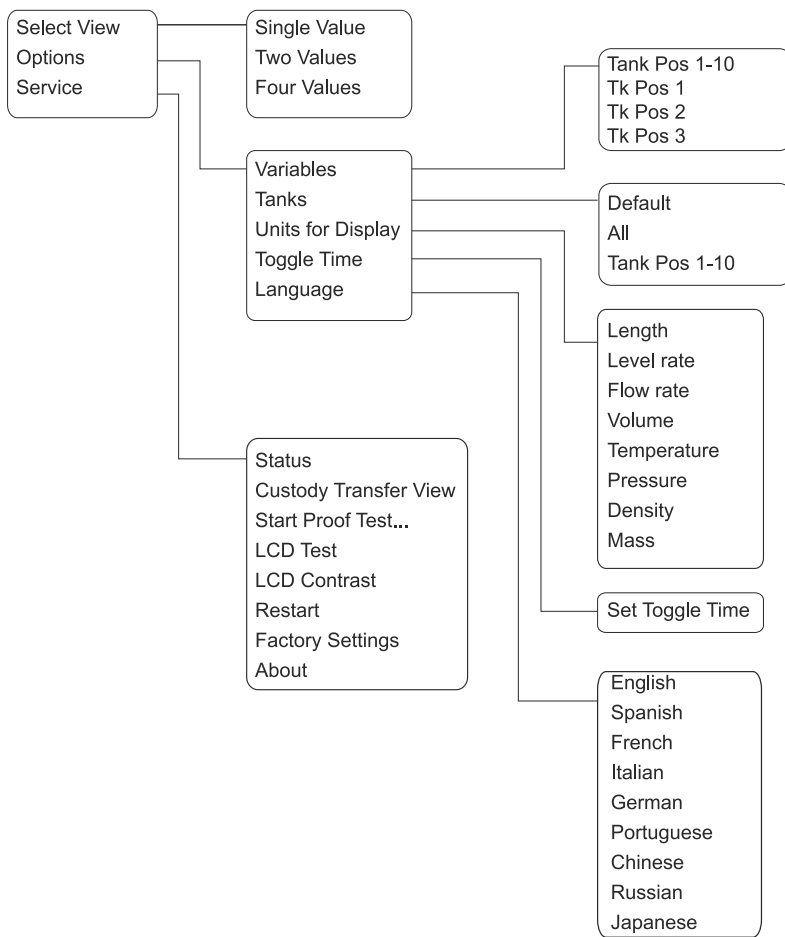 Select View
Options
Service
Single Value
Two Values
Four Values
Variables
Tanks
Units for Display
Toggle Time
Language
Status
Custody Transfer View
Start Proof Test...
LCD Test
LCD Contrast
Restart
Factory Settings
About
Tank Pos 1-10
Tk Pos 1
Tk Pos 2
Tk Pos 3
Default
All
Tank Pos 1-10
Length
Level rate
Flow rate
Volume
Temperature
Pressure
Density
Mass
Set Toggle Time
English
Spanish
French
Italian
German
Portuguese
Chinese
Russian
Japanese